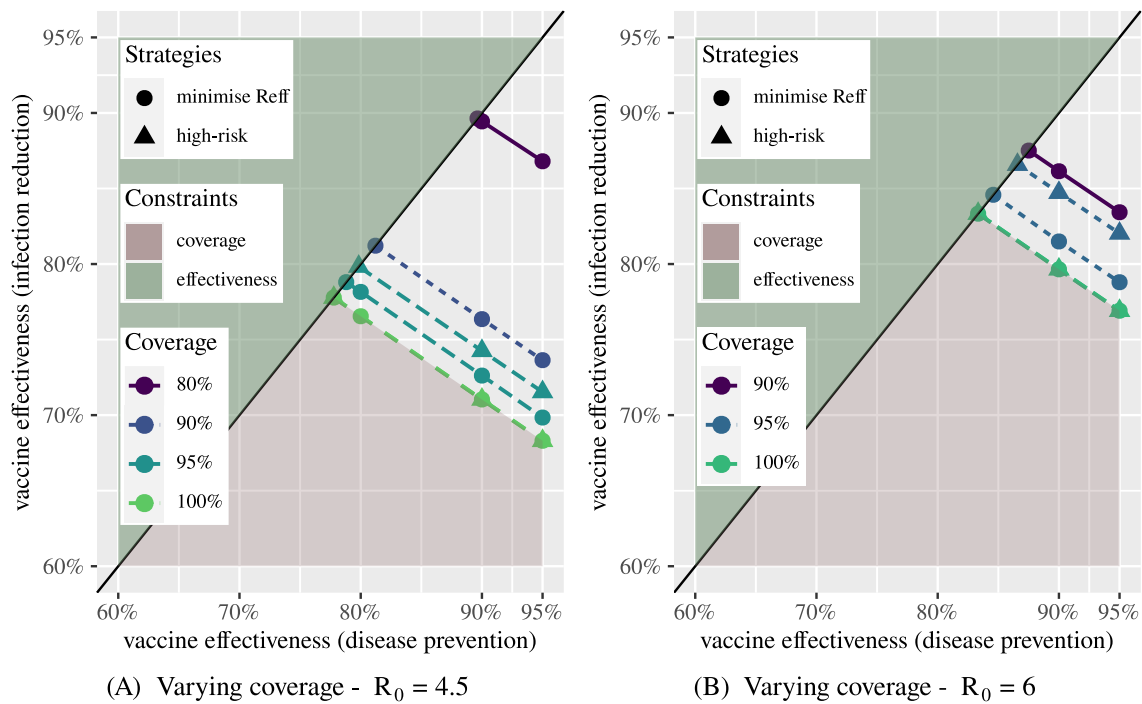 95%
90%
80%
70%
60%
vaccine effectiveness (infection reduction)
Strategies
minimise Reff
high-risk
Constraints
coverage
effectiveness
Coverage
80%
90%
95%
100%
60%
70%
80%
90%
95%
vaccine effectiveness (disease prevention)
(A) Varying coverage - R₀ = 4.5
95%
90%
80%
70%
60%
vaccine effectiveness (infection reduction)
Strategies
minimise Reff
high-risk
Constraints
coverage
effectiveness
Coverage
90%
95%
100%
60%
70%
80%
90%
95%
vaccine effectiveness (disease prevention)
(B) Varying coverage - R₀ = 6